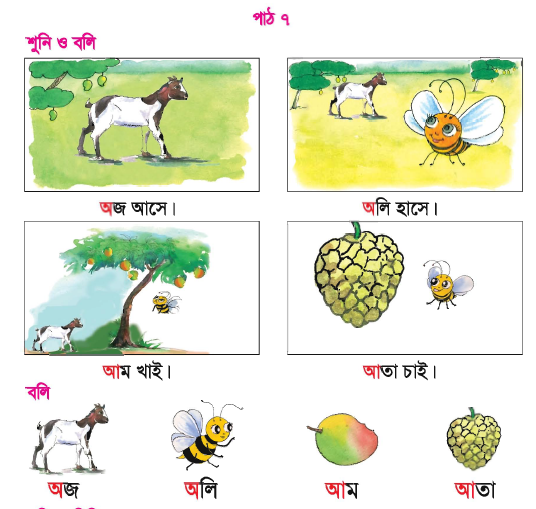 পাঠ ৭
শুনি ও বলি
অজ আসে।
অলি হাসে।
আম খাই।
আতা চাই।
বলি
অজ
অলি
আম
আতা